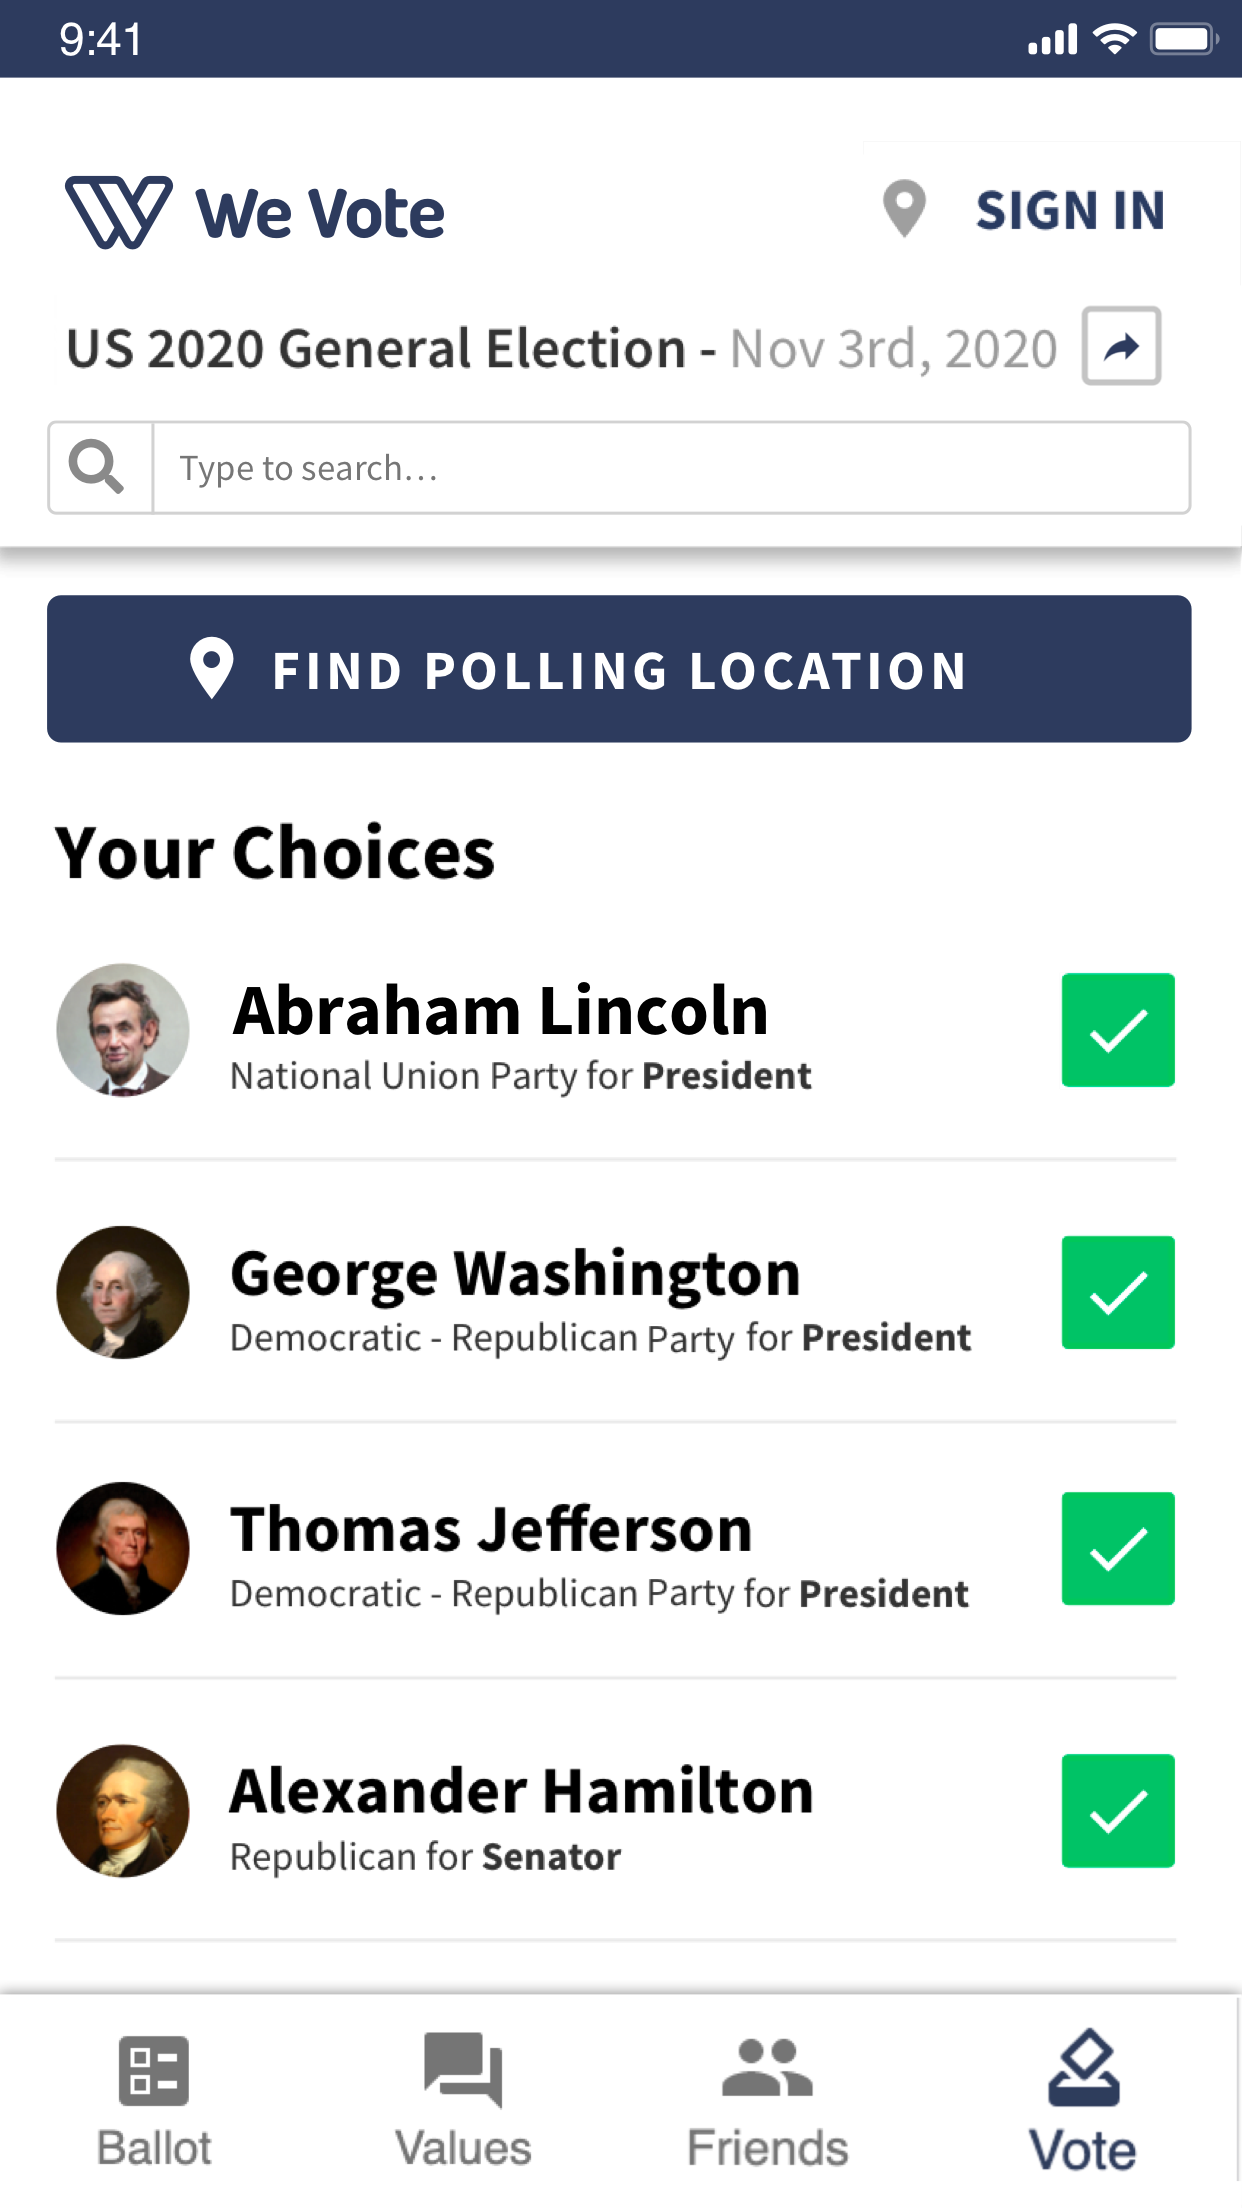 9:41
We Vote
SIGN IN
US 2020 General Election - Nov 3rd, 2020
Type to search...
FIND POLLING LOCATION
Your Choices
Abraham Lincoln
National Union Party for President
George Washington
Democratic - Republican Party for President
Thomas Jefferson
Democratic - Republican Party for President
Alexander Hamilton
Republican for Senator
Ballot Values Friends Vote